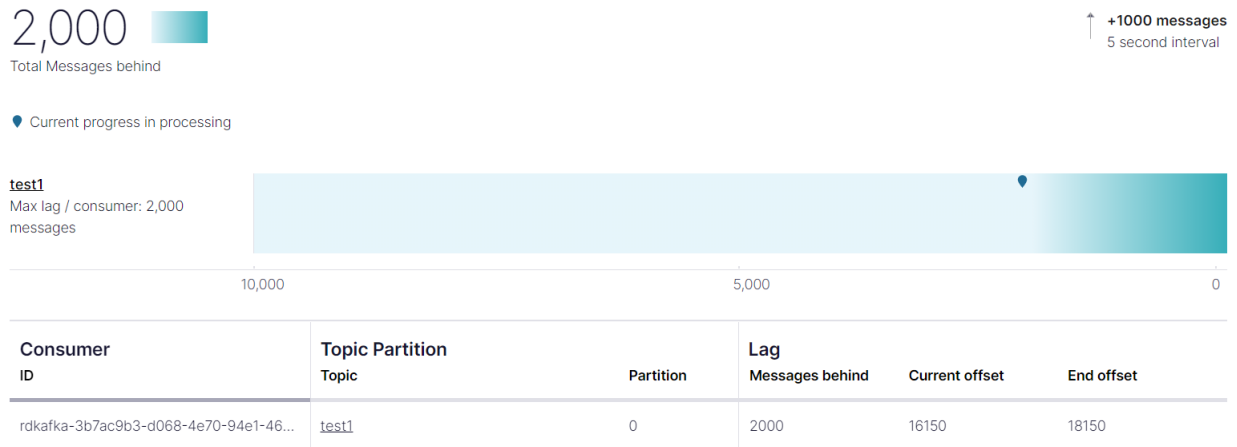 2,000
+1000 messages
5 second interval
Total Messages behind
Current progress in processing
test1
Max lag / consumer: 2,000
messages
10,000 5,000 0
Consumer Topic Partition Lag
ID Topic Partition Messages behind Current offset End offset
rdkafka-3b7ac9b3-d068-4e70-94e1-46... test1 0 2000 16150 18150